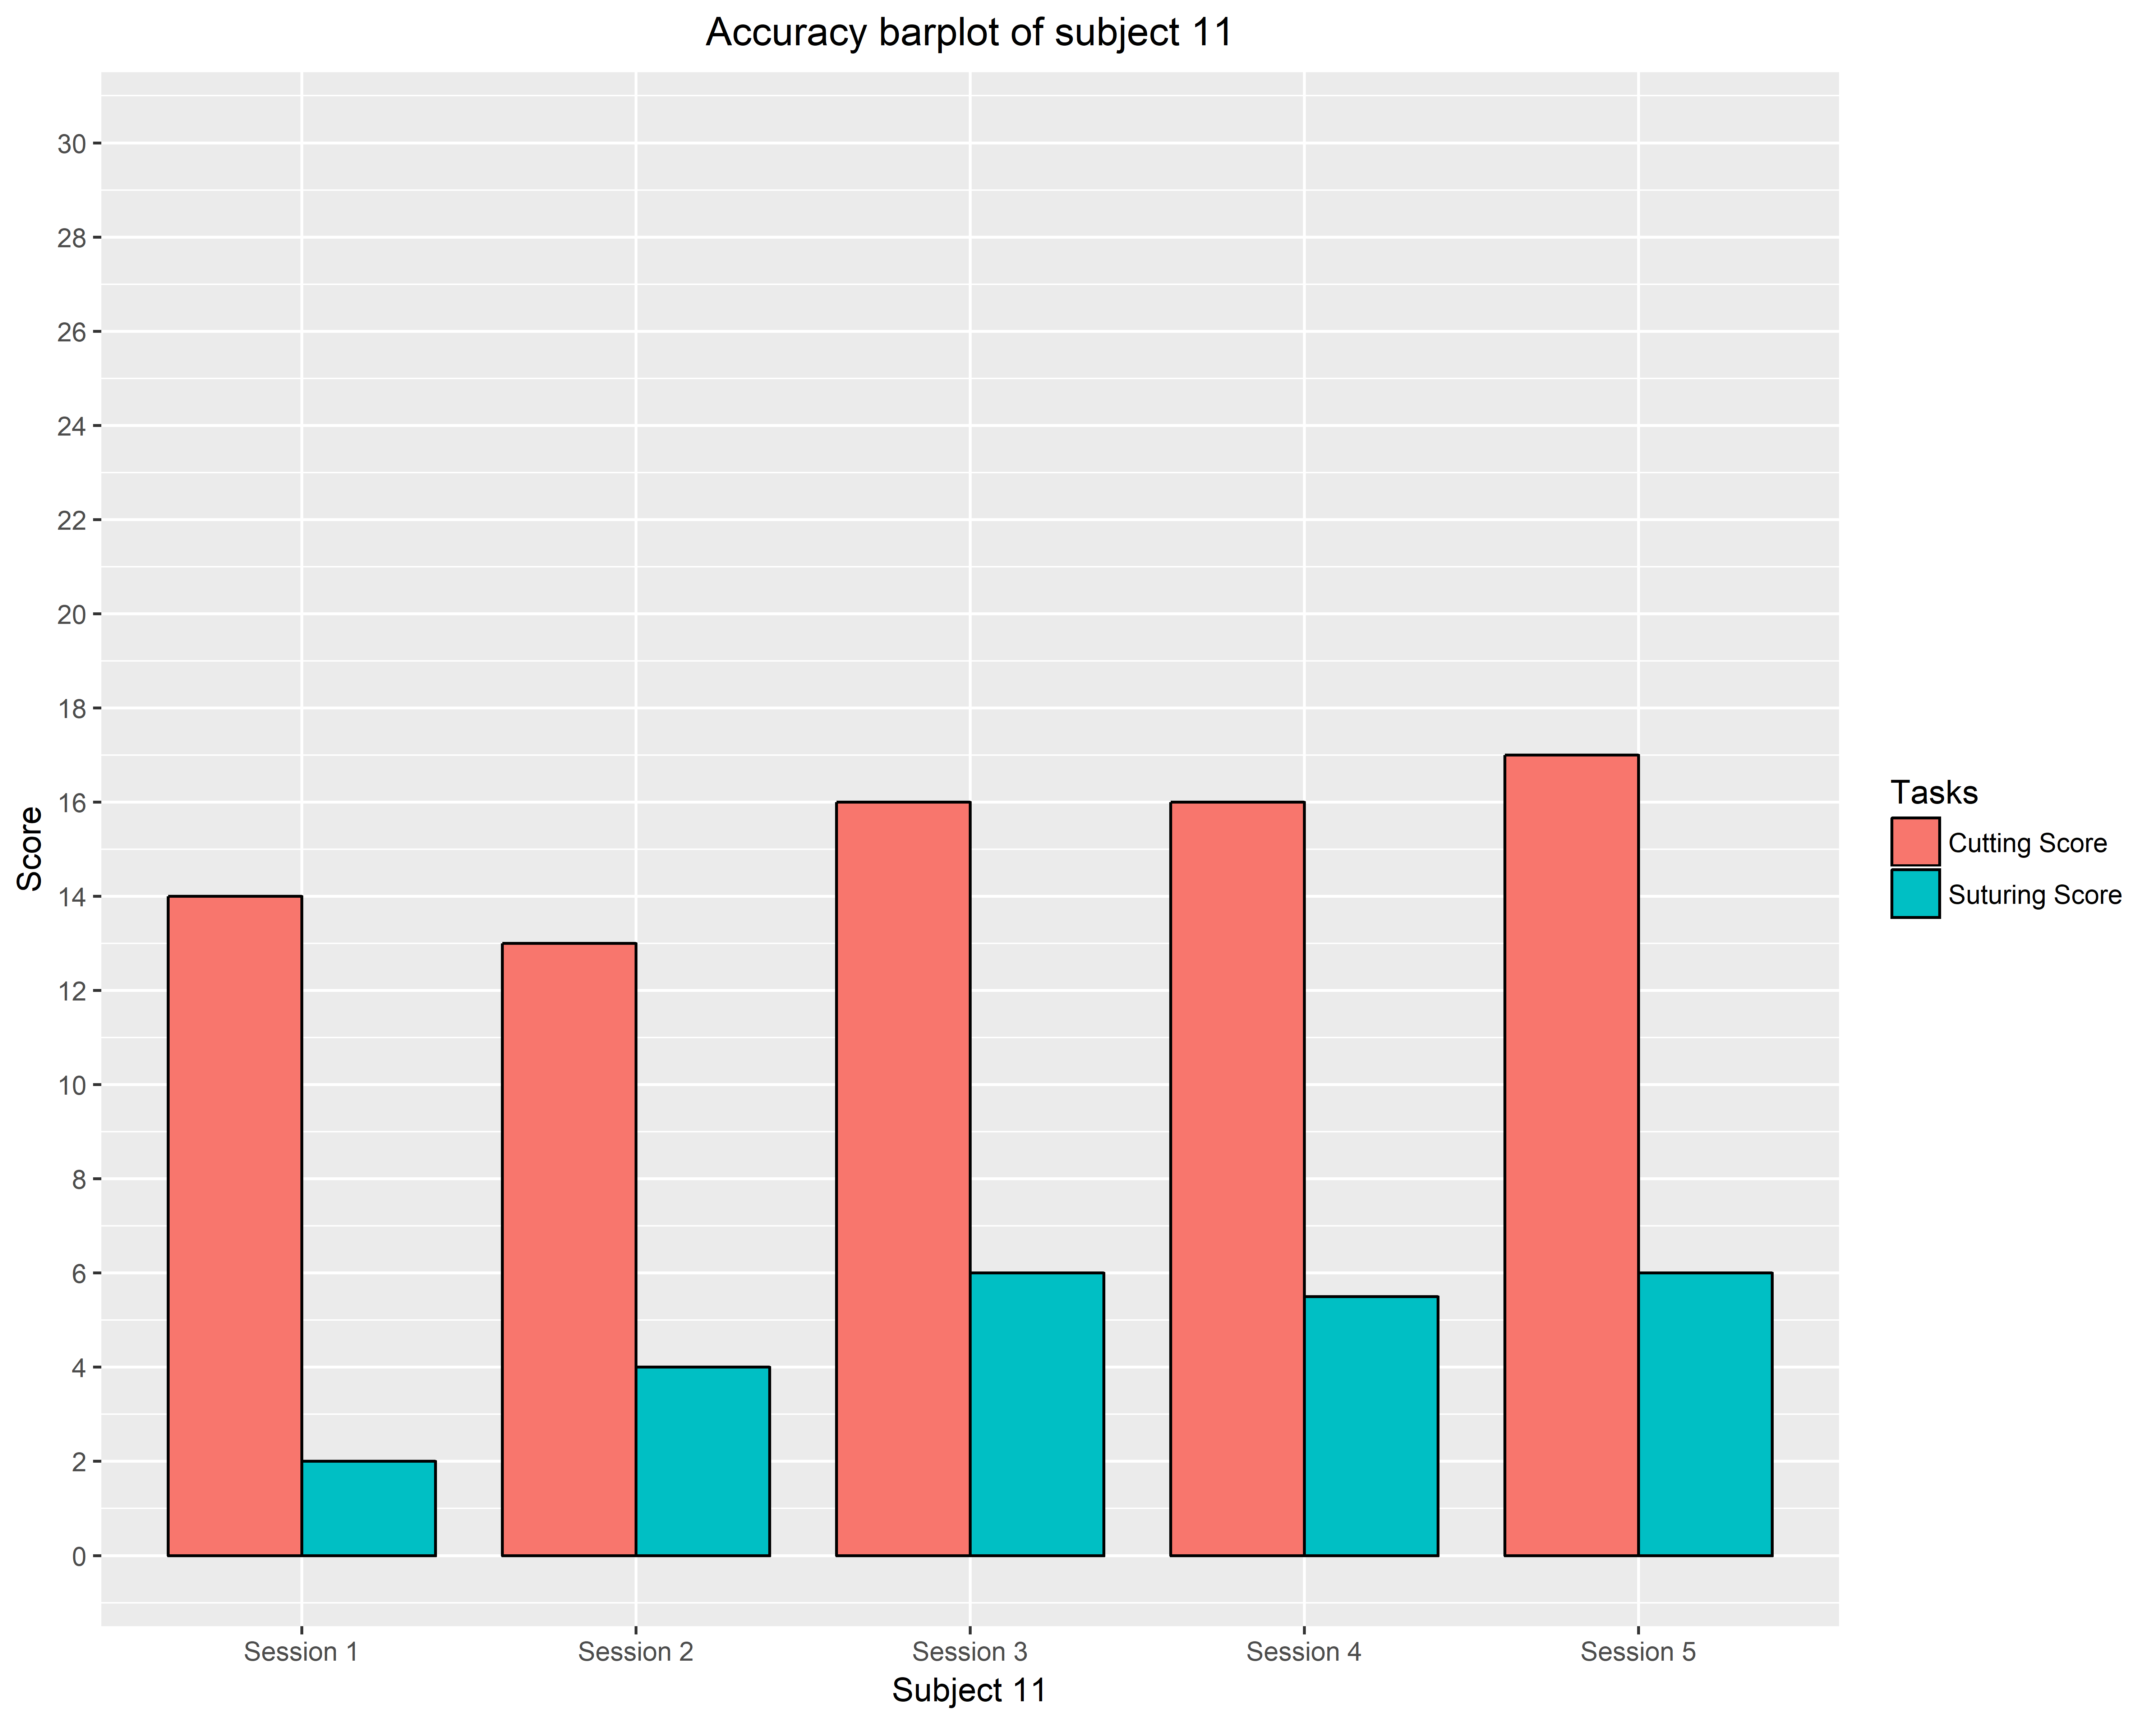 Accuracy barplot of subject 11
30
28
26
24
22
20
18
16
14
12
10
8
6
4
2
0
Score
Session 1 Session 2 Session 3 Session 4 Session 5
Subject 11
Tasks
Cutting Score
Suturing Score